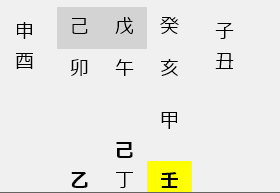 申 己 戊 癸 子
酉 卯 午 亥 丑
甲
己
乙 丁 壬